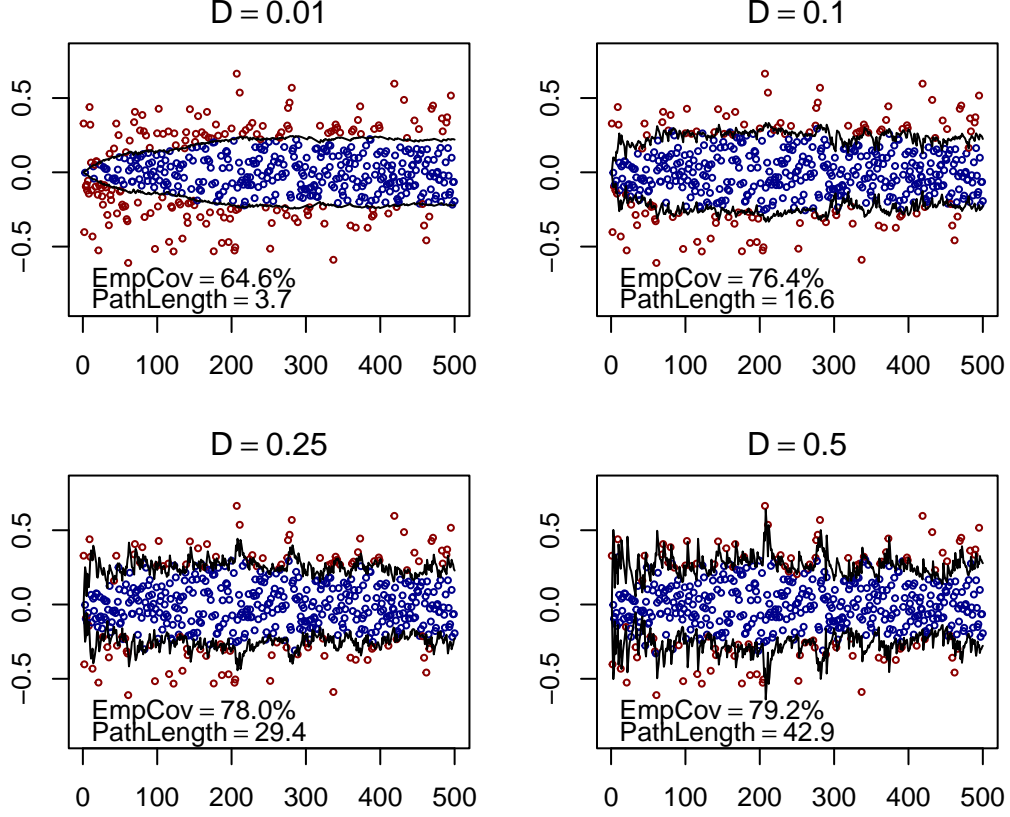 D = 0.01
0.5
0.0
−0.5
EmpCov = 64.6%
PathLength = 3.7
0 100 200 300 400 500
D = 0.1
0.5
0.0
−0.5
EmpCov = 76.4%
PathLength = 16.6
0 100 200 300 400 500
D = 0.25
0.5
0.0
−0.5
EmpCov = 78.0%
PathLength = 29.4
0 100 200 300 400 500
D = 0.5
0.5
0.0
−0.5
EmpCov = 79.2%
PathLength = 42.9
0 100 200 300 400 500